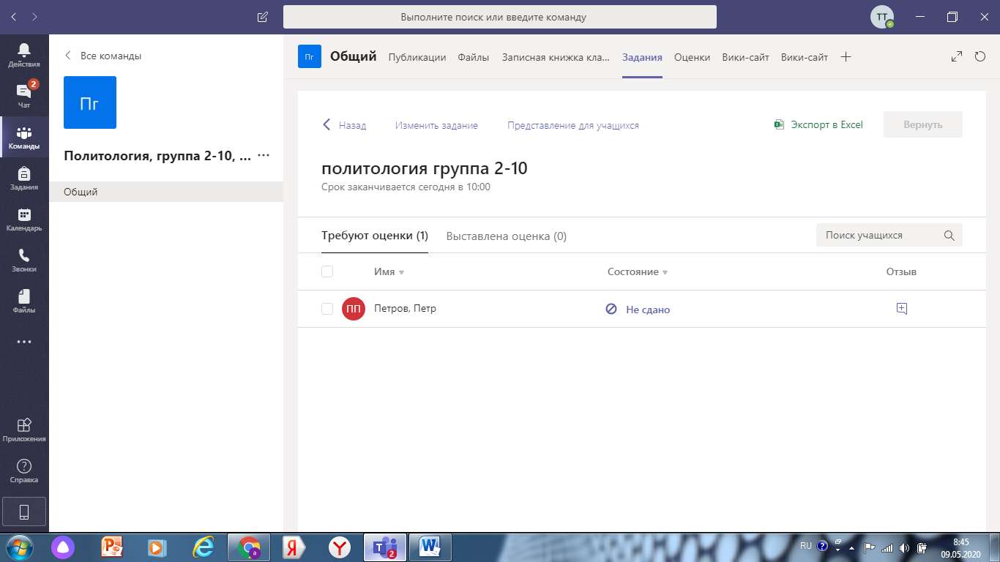 Выполните поиск или введите команду
ТТ
Действия
2
Чат
Команды
Задания
Календарь
Звонки
Файлы
Приложения
Справка
Все команды
Пг
Политология, группа 2-10, ... ···
Общий
Пг Общий Публикации Файлы Записная книжка кла... Задания Оценки Вики-сайт Вики-сайт
Назад Изменить задание Представление для учащихся Экспорт в Excel Вернуть
политология группа 2-10
Срок заканчивается сегодня в 10:00
Требуют оценки (1) Выставлена оценка (0) Поиск учащихся
Имя Состояние Отзыв
ПП Петров, Петр Не сдано
RU 8:45
09.05.2020
2